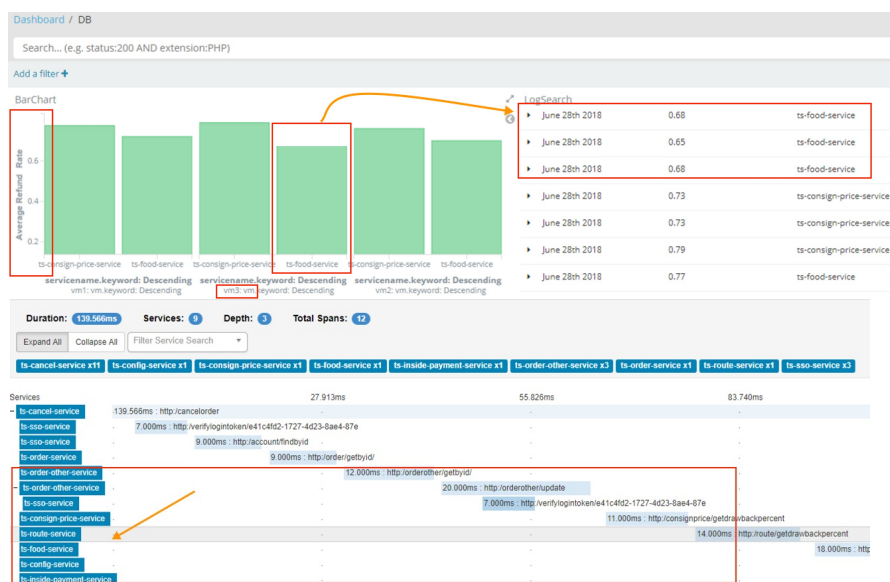 Dashboard / DB
Search... (e.g. status:200 AND extension:PHP)
Add a filter +
BarChart
LogSearch
Average Refund Rate
0.6
0.4
0.2
ts-consign-price-service ts-food-service ts-consign-price-service ts-food-service ts-consign-price-service ts-food-service
servicename.keyword: Descending servicename.keyword: Descending servicename.keyword: Descending
vm1: vm.keyword: Descending vm3: vm.keyword: Descending vm2: vm.keyword: Descending
June 28th 2018 0.68 ts-food-service
June 28th 2018 0.65 ts-food-service
June 28th 2018 0.68 ts-food-service
June 28th 2018 0.73 ts-consign-price-service
June 28th 2018 0.73 ts-consign-price-service
June 28th 2018 0.79 ts-consign-price-service
June 28th 2018 0.77 ts-food-service
Duration: 139.566ms Services: 9 Depth: 3 Total Spans: 12
Expand All Collapse All Filter Service Search
ts-cancel-service x11 ts-config-service x1 ts-consign-price-service x1 ts-food-service x1 ts-inside-payment-service x1 ts-order-other-service x3 ts-order-service x1 ts-route-service x1 ts-sso-service x3
Services 27.913ms 55.826ms 83.740ms
- ts-cancel-service 139.566ms : http:/cancelorder
ts-sso-service 7.000ms : http:/verifylogintoken/e41c4fd2-1727-4d23-8ae4-87e
ts-sso-service 9.000ms : http:/account/findbyid
ts-order-service 9.000ms : http:/order/getbyid/
ts-order-other-service 12.000ms : http:/orderother/getbyid/
- ts-order-other-service 20.000ms : http:/orderother/update
ts-sso-service 7.000ms : http:/verifylogintoken/e41c4fd2-1727-4d23-8ae4-87e
ts-consign-price-service 11.000ms : http:/consignprice/getdrawbackpercent
ts-route-service 14.000ms : http:/route/getdrawbackpercent
ts-food-service 18.000ms : http
ts-config-service
ts-inside-payment-service